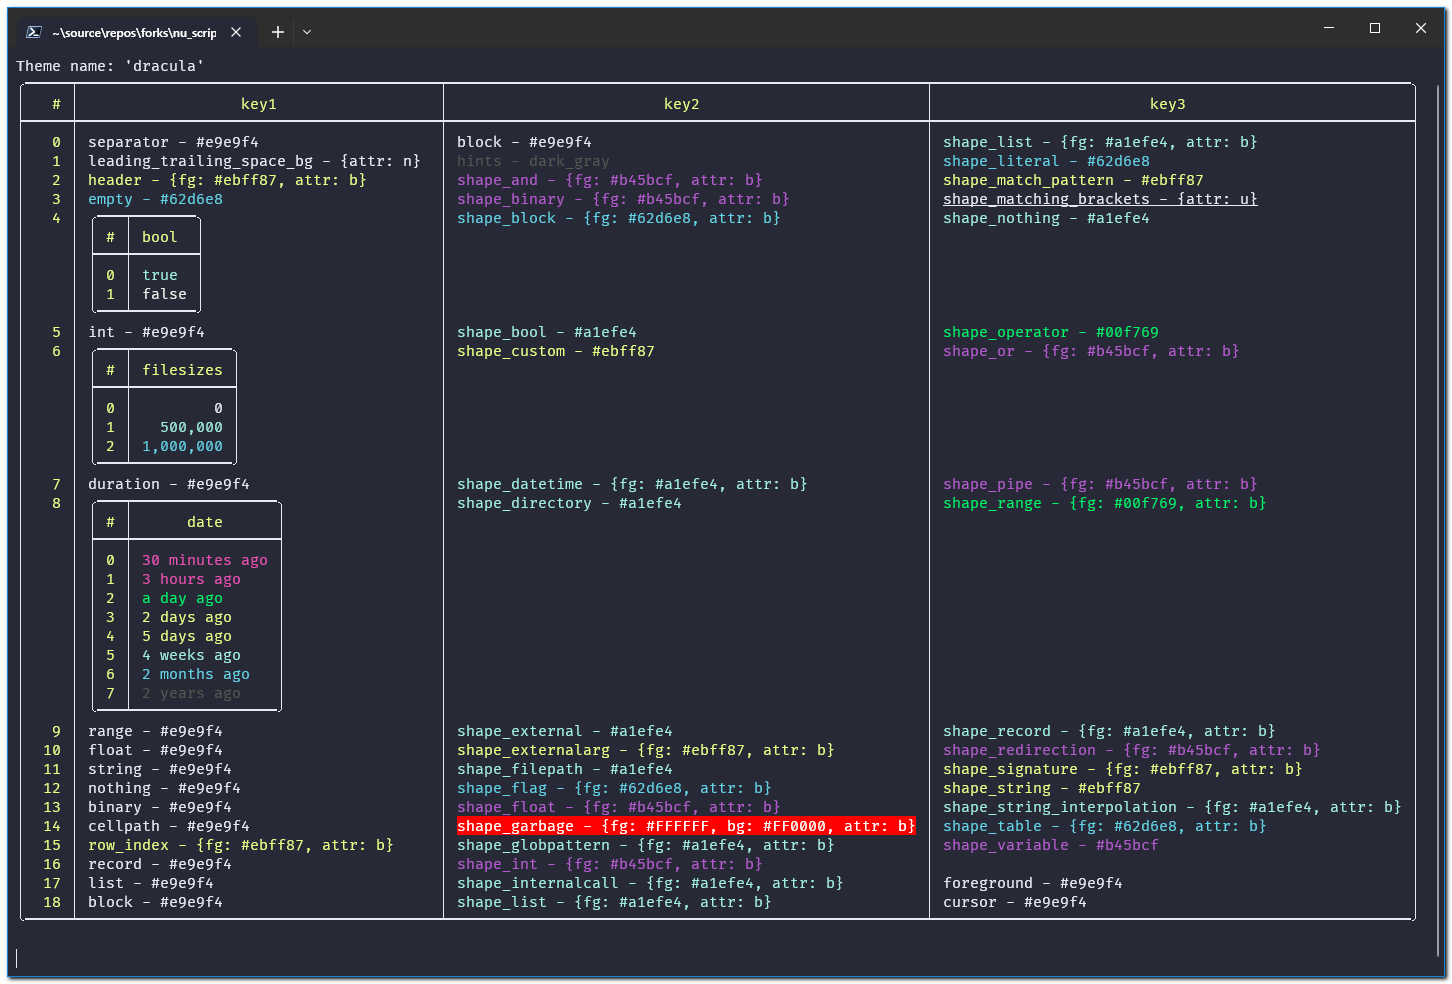 ~\source\repos\forks\nu_scrip
Theme name: 'dracula'
# key1 key2 key3
0 separator - #e9e9f4 block - #e9e9f4 shape_list - {fg: #a1efe4, attr: b}
1 leading_trailing_space_bg - {attr: n} hints - dark_gray shape_literal - #62d6e8
2 header - {fg: #ebff87, attr: b} shape_and - {fg: #b45bcf, attr: b} shape_match_pattern - #ebff87
3 empty - #62d6e8 shape_binary - {fg: #b45bcf, attr: b} shape_matching_brackets - {attr: u}
4 shape_block - {fg: #62d6e8, attr: b} shape_nothing - #a1efe4
# bool
0 true
1 false
5 int - #e9e9f4 shape_bool - #a1efe4 shape_operator - #00f769
6 shape_custom - #ebff87 shape_or - {fg: #b45bcf, attr: b}
# filesizes
0 0
1 500,000
2 1,000,000
7 duration - #e9e9f4 shape_datetime - {fg: #a1efe4, attr: b} shape_pipe - {fg: #b45bcf, attr: b}
8 shape_directory - #a1efe4 shape_range - {fg: #00f769, attr: b}
# date
0 30 minutes ago
1 3 hours ago
2 a day ago
3 2 days ago
4 5 days ago
5 4 weeks ago
6 2 months ago
7 2 years ago
9 range - #e9e9f4 shape_external - #a1efe4 shape_record - {fg: #a1efe4, attr: b}
10 float - #e9e9f4 shape_externalarg - {fg: #ebff87, attr: b} shape_redirection - {fg: #b45bcf, attr: b}
11 string - #e9e9f4 shape_filepath - #a1efe4 shape_signature - {fg: #ebff87, attr: b}
12 nothing - #e9e9f4 shape_flag - {fg: #62d6e8, attr: b} shape_string - #ebff87
13 binary - #e9e9f4 shape_float - {fg: #b45bcf, attr: b} shape_string_interpolation - {fg: #a1efe4, attr: b}
14 cellpath - #e9e9f4 shape_garbage - {fg: #FFFFFF, bg: #FF0000, attr: b} shape_table - {fg: #62d6e8, attr: b}
15 row_index - {fg: #ebff87, attr: b} shape_globpattern - {fg: #a1efe4, attr: b} shape_variable - #b45bcf
16 record - #e9e9f4 shape_int - {fg: #b45bcf, attr: b}
17 list - #e9e9f4 shape_internalcall - {fg: #a1efe4, attr: b} foreground - #e9e9f4
18 block - #e9e9f4 shape_list - {fg: #a1efe4, attr: b} cursor - #e9e9f4